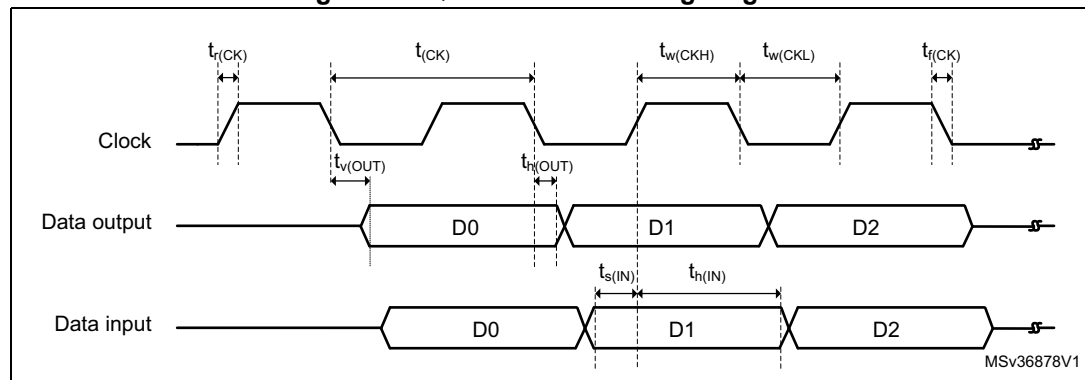 t_r(CK) t_(CK) t_w(CKH) t_w(CKL) t_f(CK)
Clock
t_v(OUT) t_h(OUT)
Data output D0 D1 D2
t_s(IN) t_h(IN)
Data input D0 D1 D2
MSv36878V1